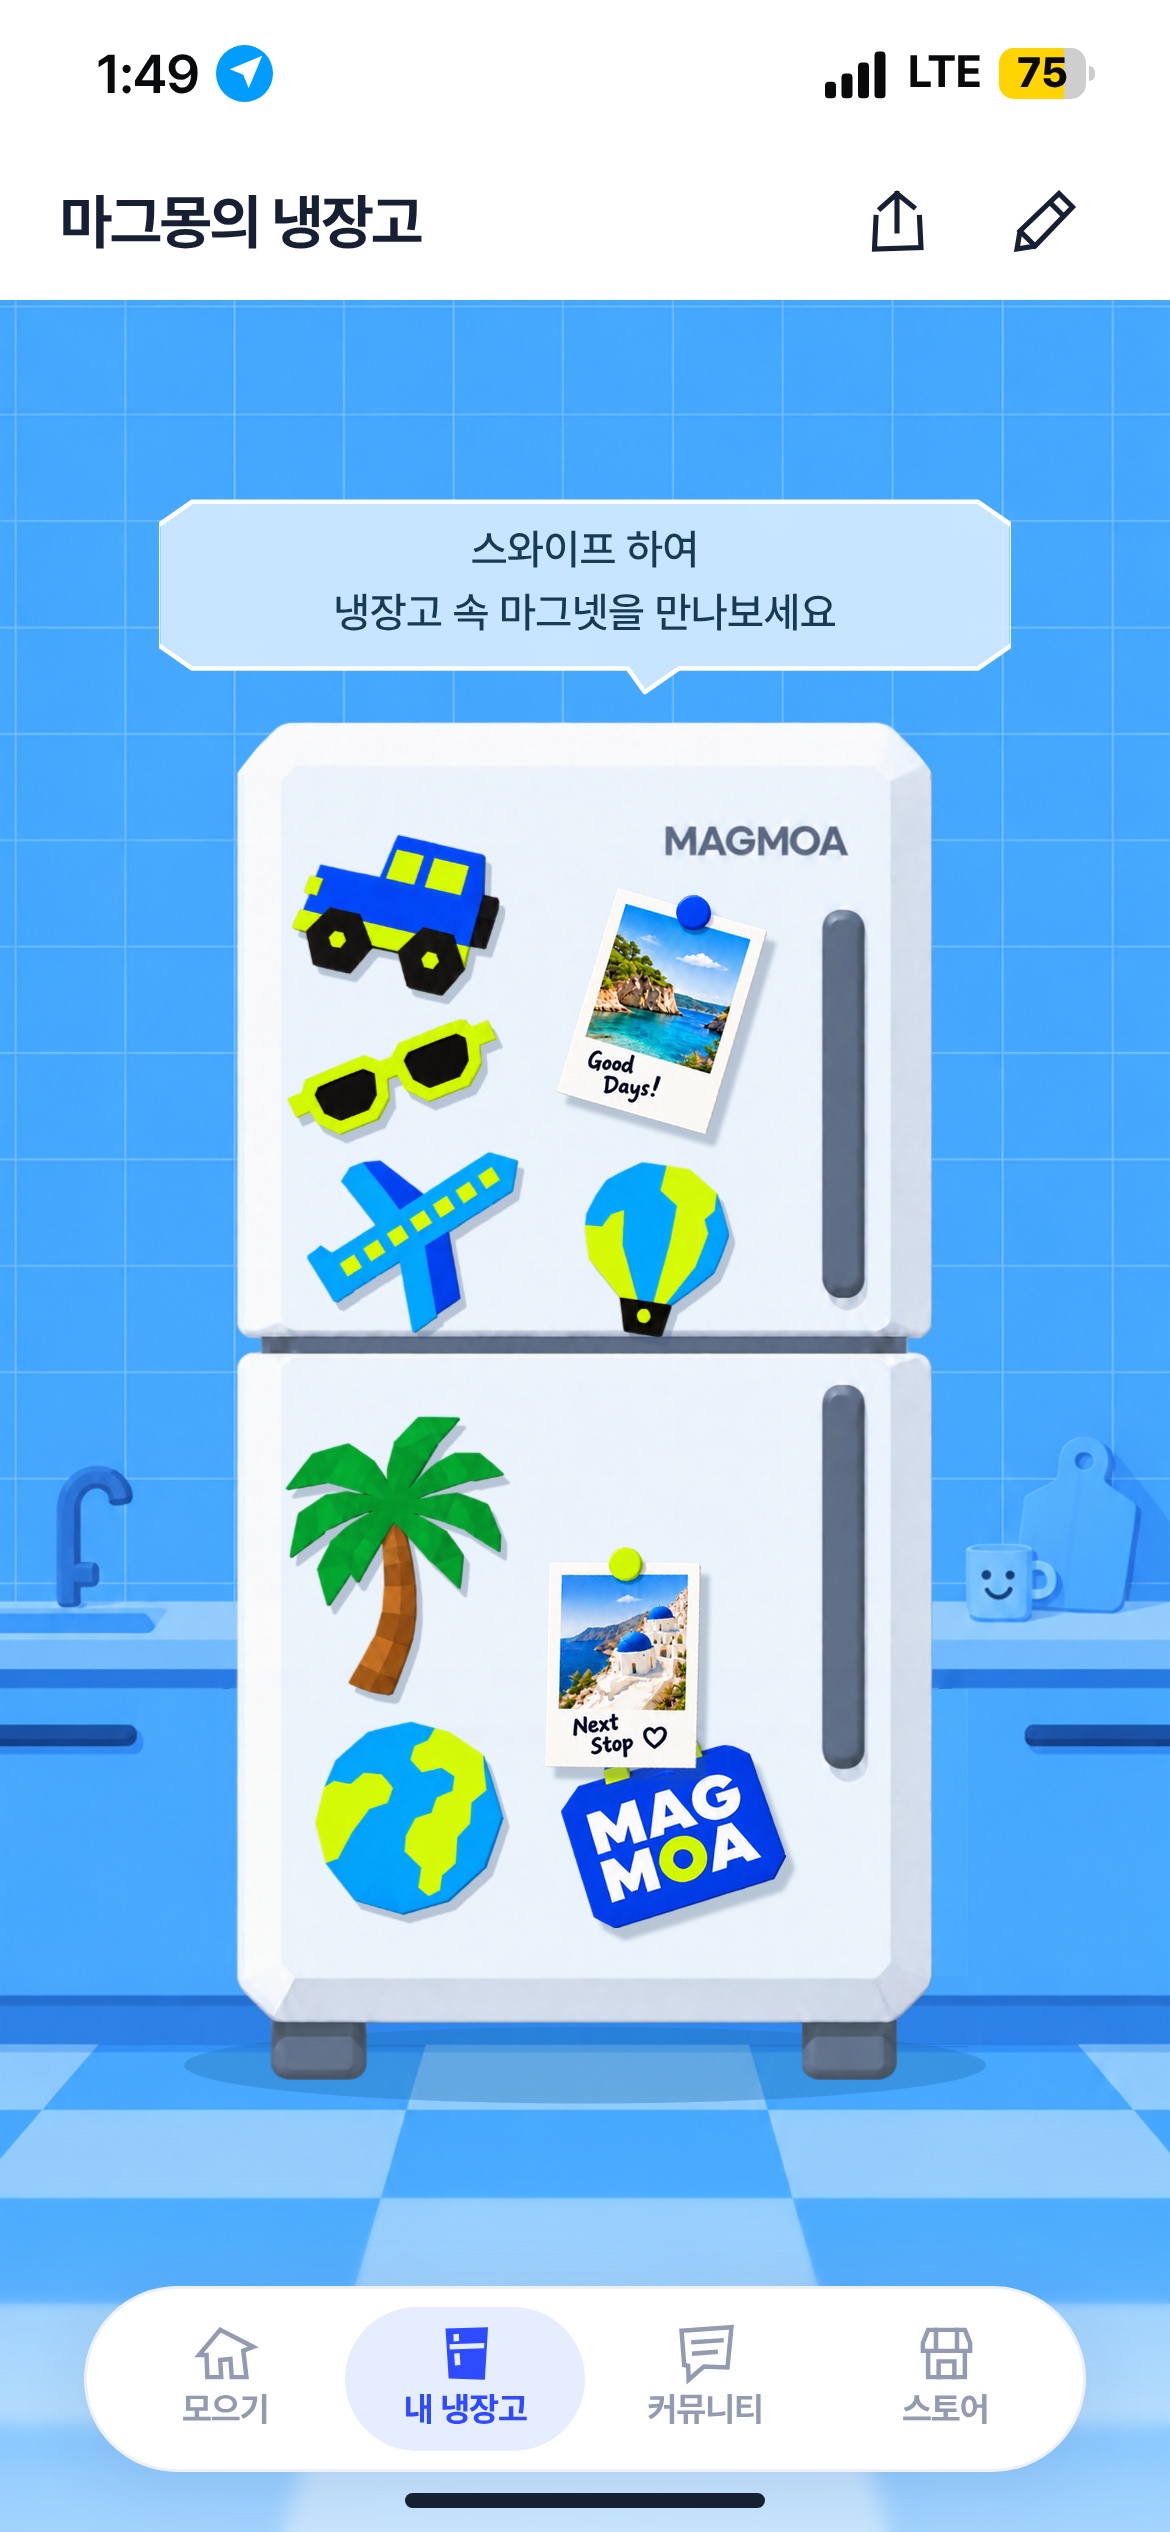 1:49
LTE 75
마그몽의 냉장고
스와이프 하여
냉장고 속 마그넷을 만나보세요
MAGMOA
Good
Days!
Next
Stop
MAG
MOA
모으기
내 냉장고
커뮤니티
스토어